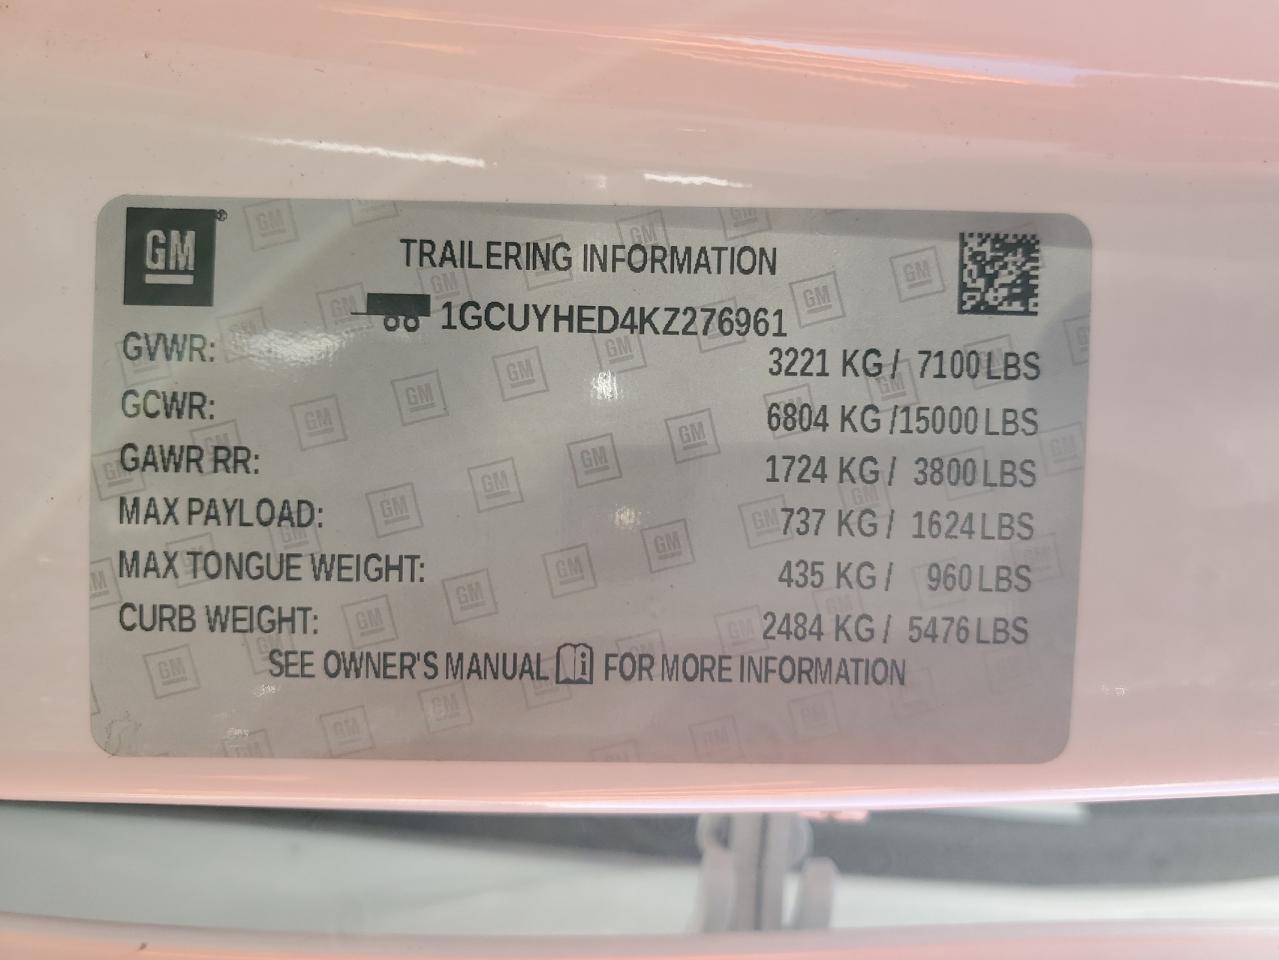 GM ®
TRAILERING INFORMATION
1GCUYHED4KZ276961
GVWR: 3221 KG / 7100 LBS
GCWR: 6804 KG /15000 LBS
GAWR RR: 1724 KG / 3800 LBS
MAX PAYLOAD: 737 KG / 1624 LBS
MAX TONGUE WEIGHT: 435 KG / 960 LBS
CURB WEIGHT: 2484 KG / 5476 LBS
SEE OWNER'S MANUAL i FOR MORE INFORMATION